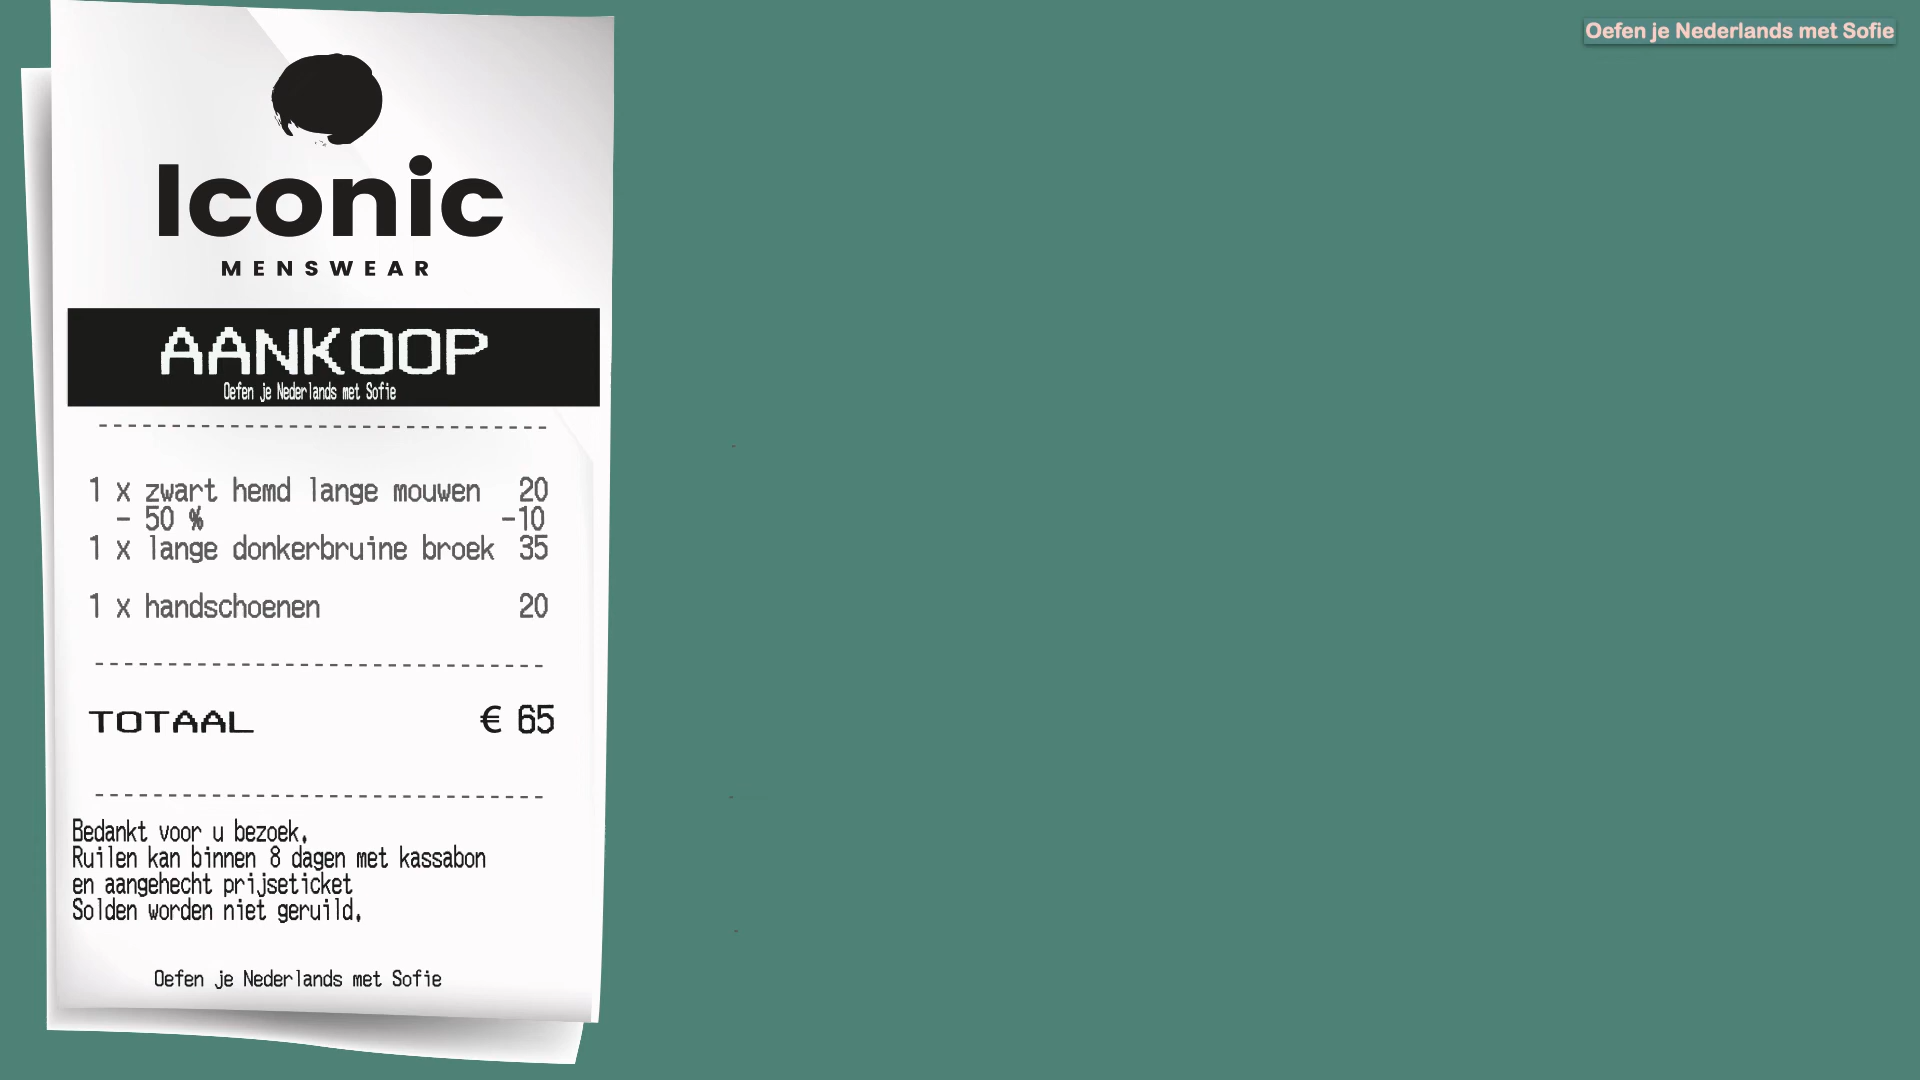 Oefen je Nederlands met Sofie
Iconic
MENSWEAR
AANKOOP
Oefen je Nederlands met Sofie
1 x zwart hemd lange mouwen 20
- 50 % -10
1 x lange donkerbruine broek 35
1 x handschoenen 20
TOTAAL € 65
Bedankt voor u bezoek.
Ruilen kan binnen 8 dagen met kassabon
en aangehecht prijseticket
Solden worden niet geruild.
Oefen je Nederlands met Sofie